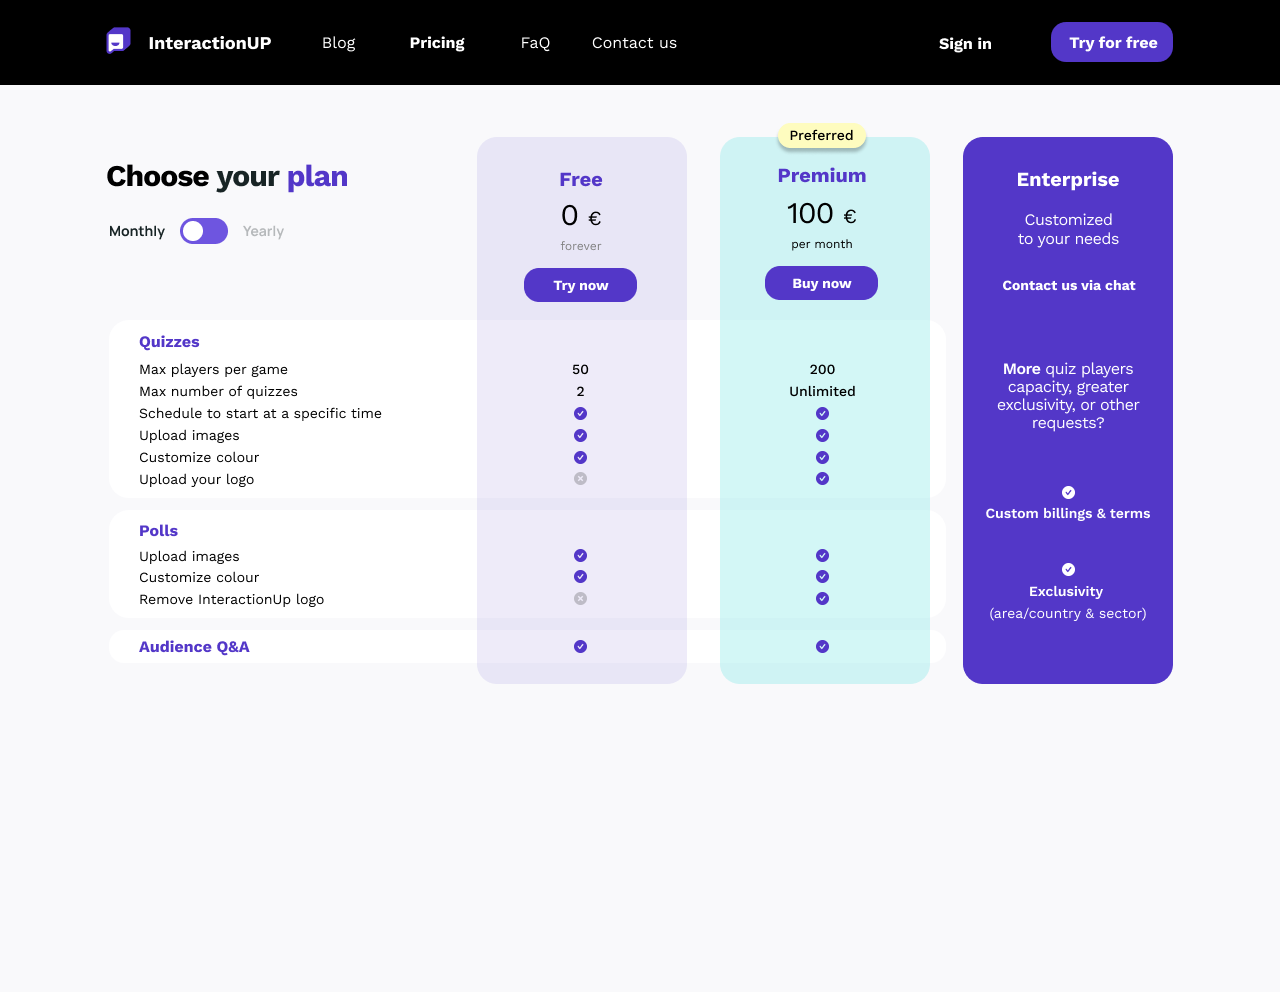 InteractionUP
Blog
Pricing
FaQ
Contact us
Sign in
Try for free
Choose your plan
Monthly
Yearly
Free
0 €
forever
Try now
Preferred
Premium
100 €
per month
Buy now
Enterprise
Customized
to your needs
Contact us via chat
Quizzes
Max players per game 50 200
Max number of quizzes 2 Unlimited
Schedule to start at a specific time
Upload images
Customize colour
Upload your logo
Polls
Upload images
Customize colour
Remove InteractionUp logo
Audience Q&A
More quiz players
capacity, greater
exclusivity, or other
requests?
Custom billings & terms
Exclusivity
(area/country & sector)